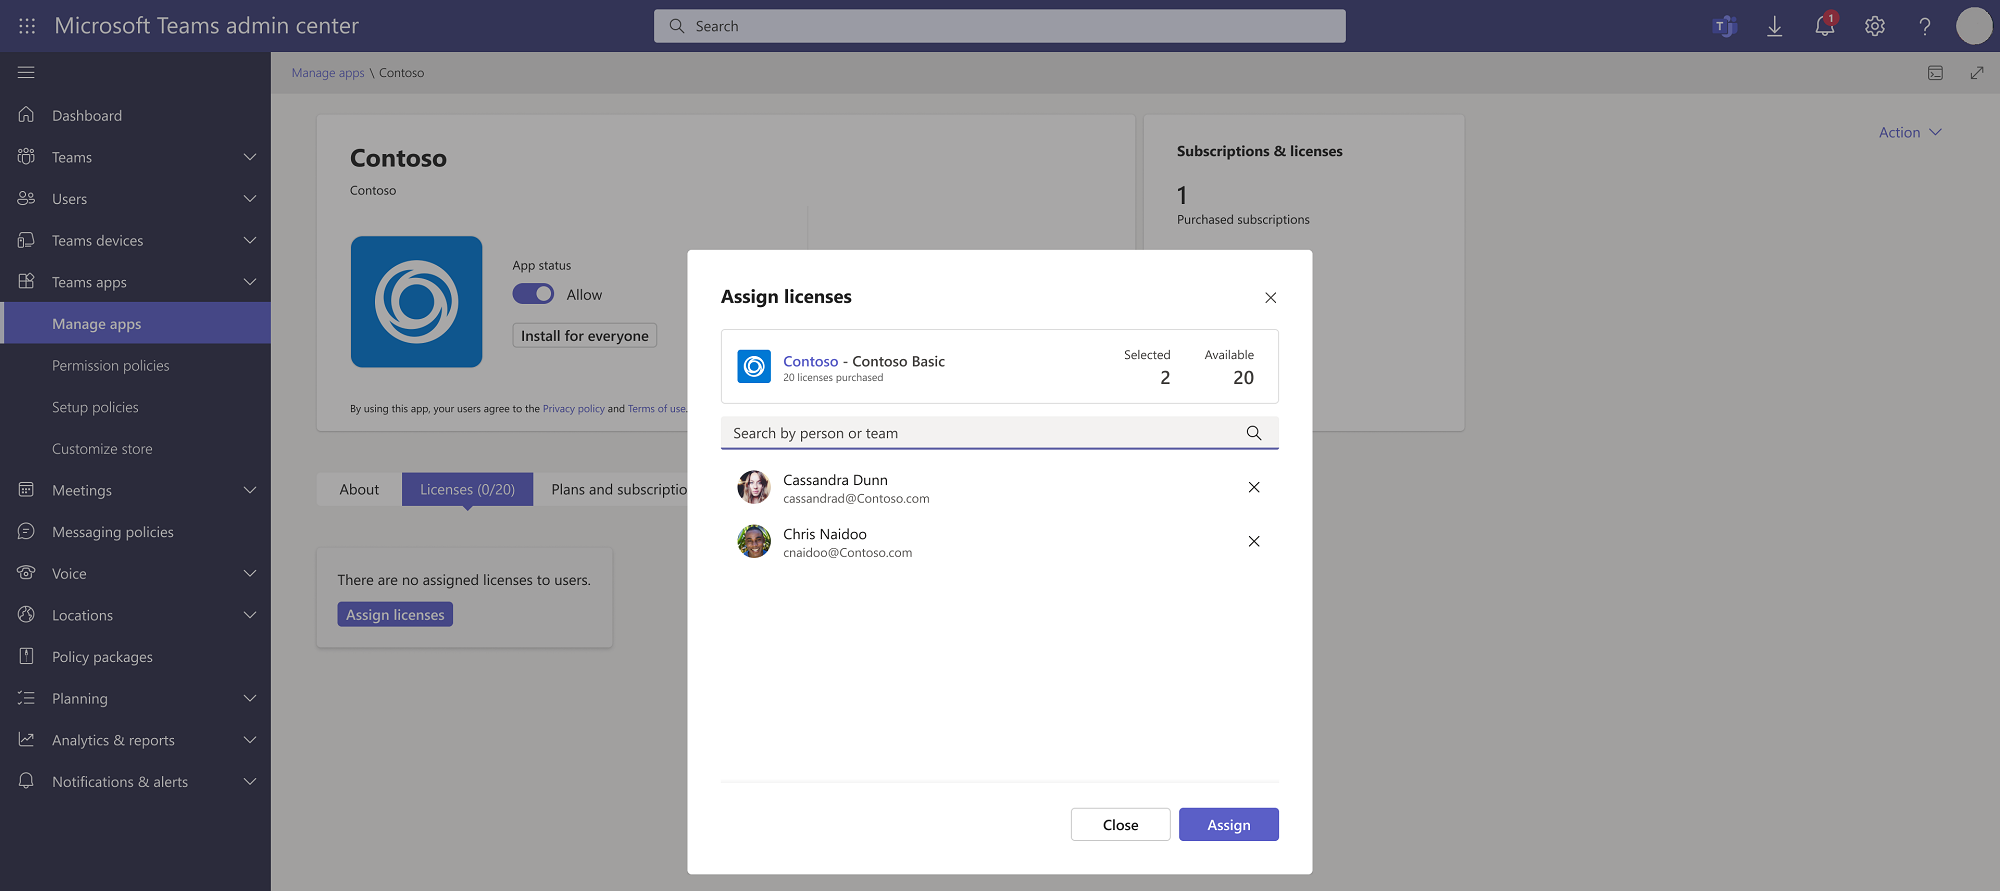 Microsoft Teams admin center
Search
1
Manage apps \ Contoso
Dashboard
Teams
Users
Teams devices
Teams apps
Manage apps
Permission policies
Setup policies
Customize store
Meetings
Messaging policies
Voice
Locations
Policy packages
Planning
Analytics & reports
Notifications & alerts
Action
Contoso
Contoso
App status
Allow
Install for everyone
By using this app, your users agree to the Privacy policy and Terms of use.
Subscriptions & licenses
1
Purchased subscriptions
About
Licenses (0/20)
Plans and subscriptio
There are no assigned licenses to users.
Assign licenses
Assign licenses
Contoso - Contoso Basic
20 licenses purchased
Selected
2
Available
20
Search by person or team
Cassandra Dunn
cassandrad@Contoso.com
Chris Naidoo
cnaidoo@Contoso.com
Close
Assign